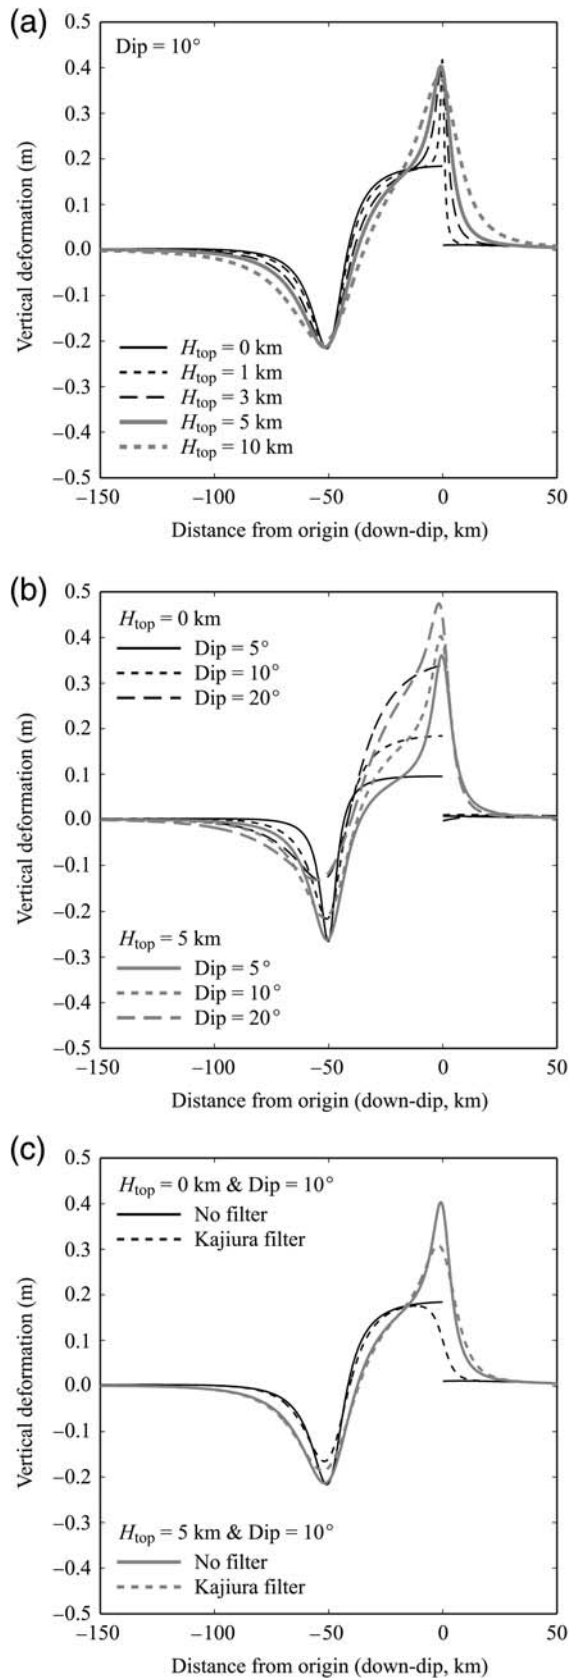 (a)
Dip = 10°
0.5
0.4
0.3
0.2
0.1
0.0
−0.1
−0.2
−0.3
−0.4
−0.5
Vertical deformation (m)
H_top = 0 km
H_top = 1 km
H_top = 3 km
H_top = 5 km
H_top = 10 km
−150 −100 −50 0 50
Distance from origin (down-dip, km)
(b)
0.5
0.4
0.3
0.2
0.1
0.0
−0.1
−0.2
−0.3
−0.4
−0.5
Vertical deformation (m)
H_top = 0 km
Dip = 5°
Dip = 10°
Dip = 20°
H_top = 5 km
Dip = 5°
Dip = 10°
Dip = 20°
−150 −100 −50 0 50
Distance from origin (down-dip, km)
(c)
0.5
0.4
0.3
0.2
0.1
0.0
−0.1
−0.2
−0.3
−0.4
−0.5
Vertical deformation (m)
H_top = 0 km & Dip = 10°
No filter
Kajiura filter
H_top = 5 km & Dip = 10°
No filter
Kajiura filter
−150 −100 −50 0 50
Distance from origin (down-dip, km)